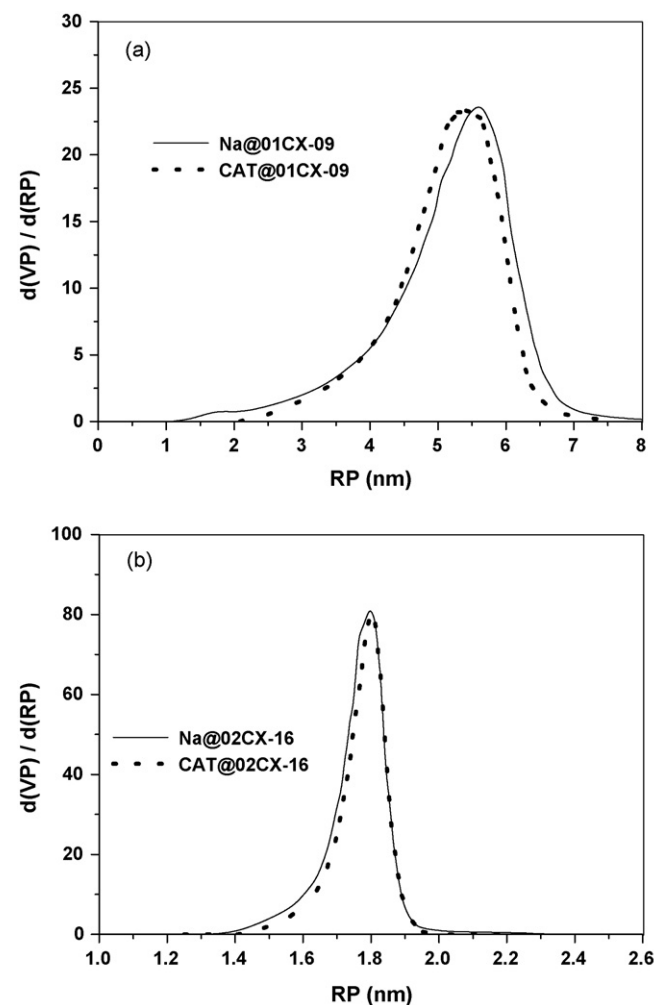 (a)
Na@01CX-09
CAT@01CX-09
d(VP) / d(RP)
30
25
20
15
10
5
0
0 1 2 3 4 5 6 7 8
RP (nm)
(b)
Na@02CX-16
CAT@02CX-16
d(VP) / d(RP)
100
80
60
40
20
0
1.0 1.2 1.4 1.6 1.8 2.0 2.2 2.4 2.6
RP (nm)